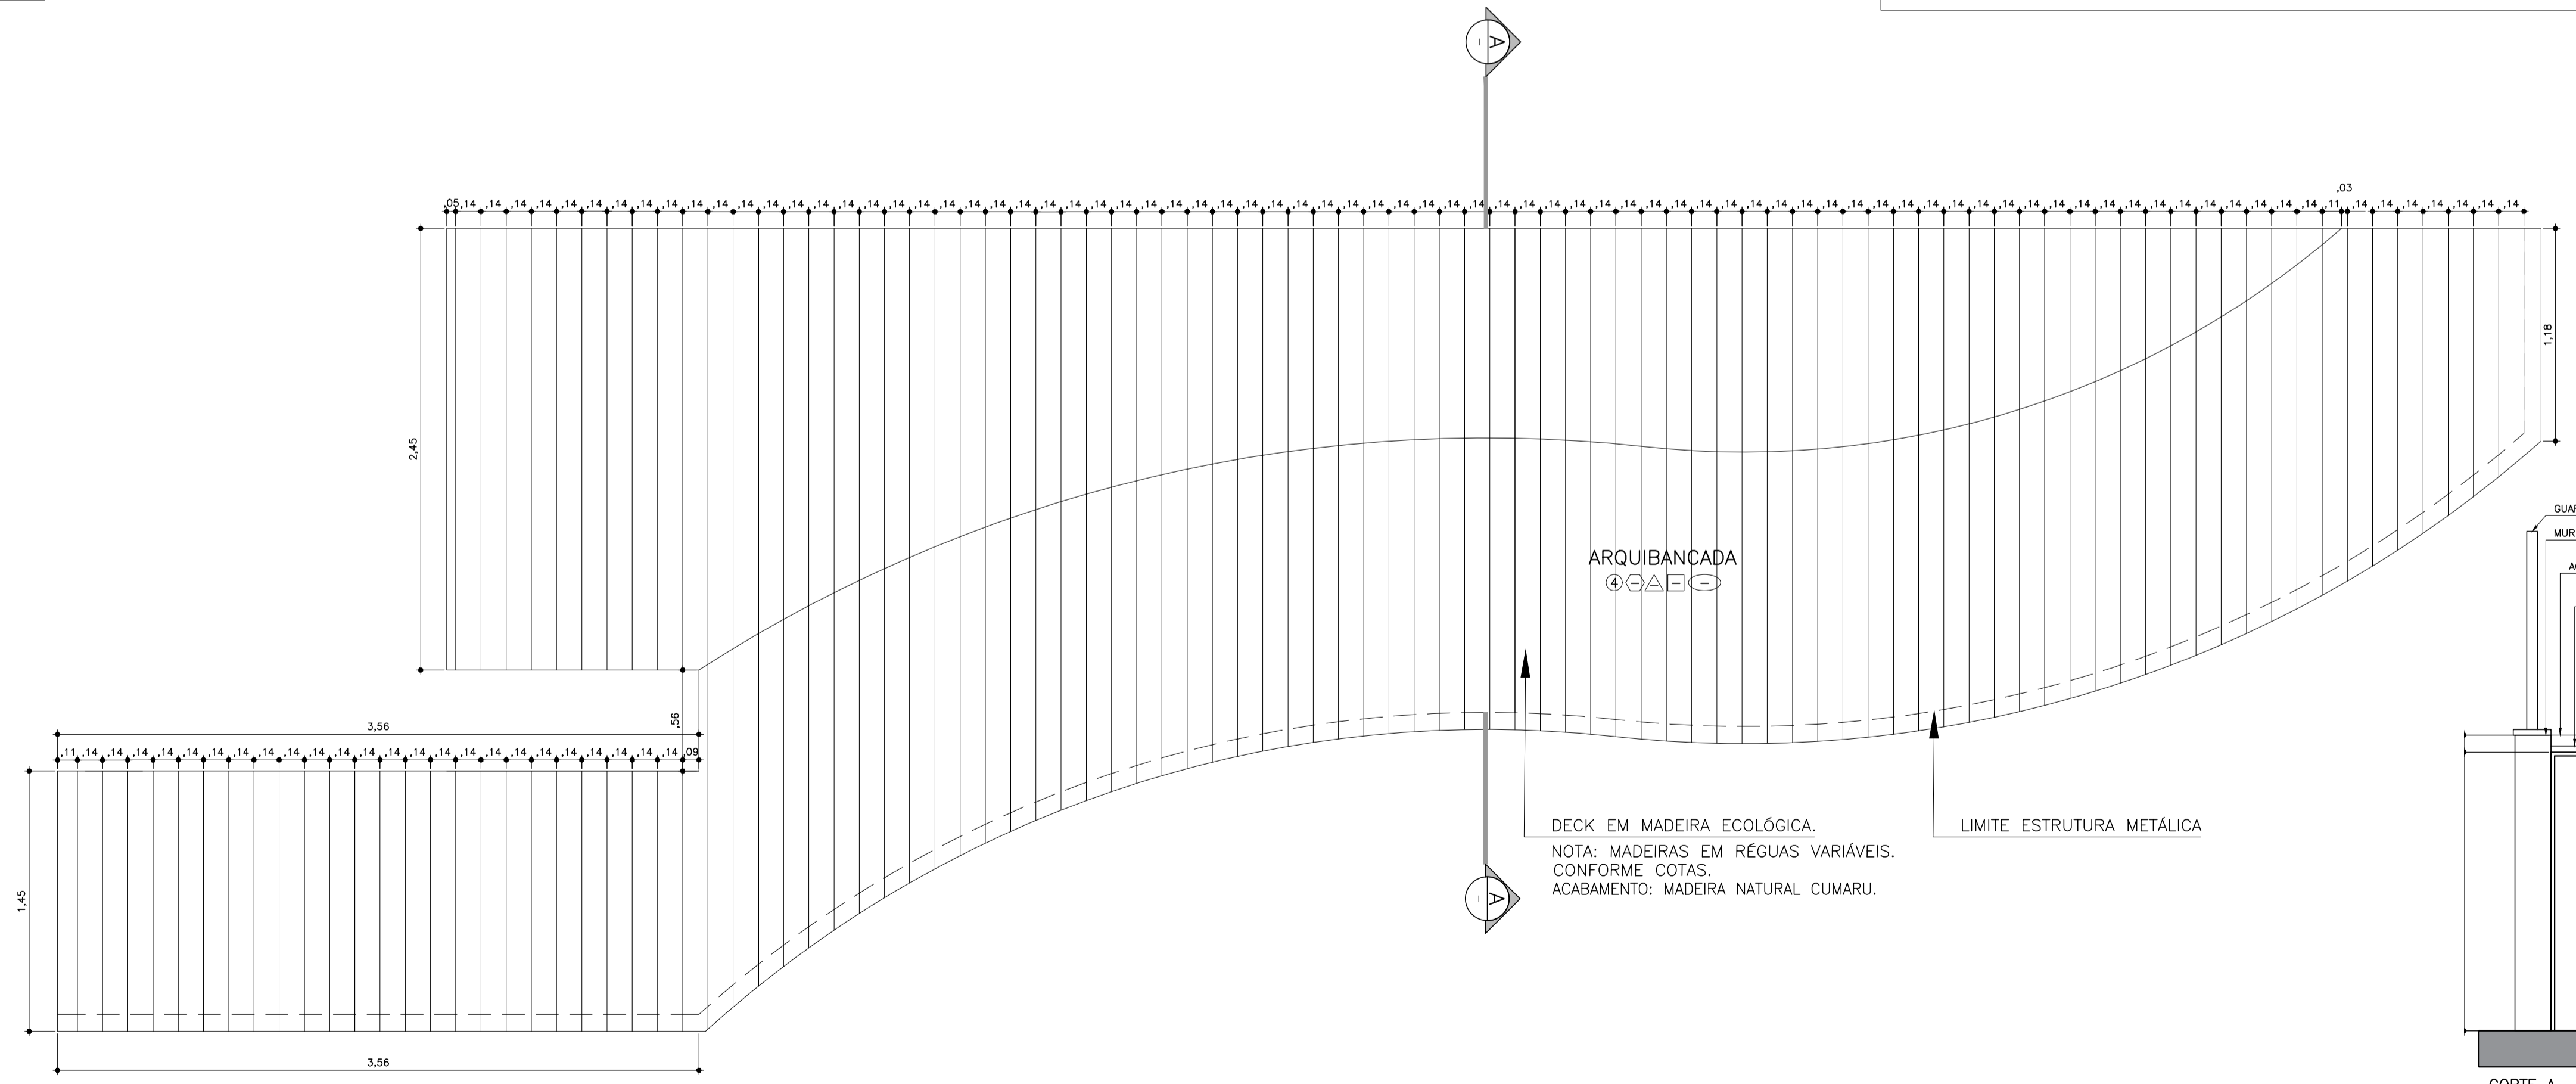 A
–
,03
,05 ,14 ,14 ,14 ,14 ,14 ,14 ,14 ,14 ,14 ,14 ,14 ,14 ,14 ,14 ,14 ,14 ,14 ,14 ,14 ,14 ,14 ,14 ,14 ,14 ,14 ,14 ,14 ,14 ,14 ,14 ,14 ,14 ,14 ,14 ,14 ,14 ,14 ,14 ,14 ,14 ,14 ,14 ,14 ,14 ,14 ,14 ,14 ,14 ,14 ,14 ,14 ,14 ,14 ,14 ,14 ,14 ,14 ,14 ,14 ,14 ,14 ,14 ,14 ,14 ,14 ,14 ,14 ,14 ,14 ,14 ,14 ,14 ,14 ,14 ,11 ,14 ,14 ,14 ,14 ,14 ,14 ,14
1,18
2,45
ARQUIBANCADA
4 – – – –
,56
3,56
,11 ,14 ,14 ,14 ,14 ,14 ,14 ,14 ,14 ,14 ,14 ,14 ,14 ,14 ,14 ,14 ,14 ,14 ,14 ,14 ,14 ,14 ,14 ,14 ,14 ,09
1,45
3,56
DECK EM MADEIRA ECOLÓGICA.
NOTA: MADEIRAS EM RÉGUAS VARIÁVEIS.
CONFORME COTAS.
ACABAMENTO: MADEIRA NATURAL CUMARU.
LIMITE ESTRUTURA METÁLICA
A
–